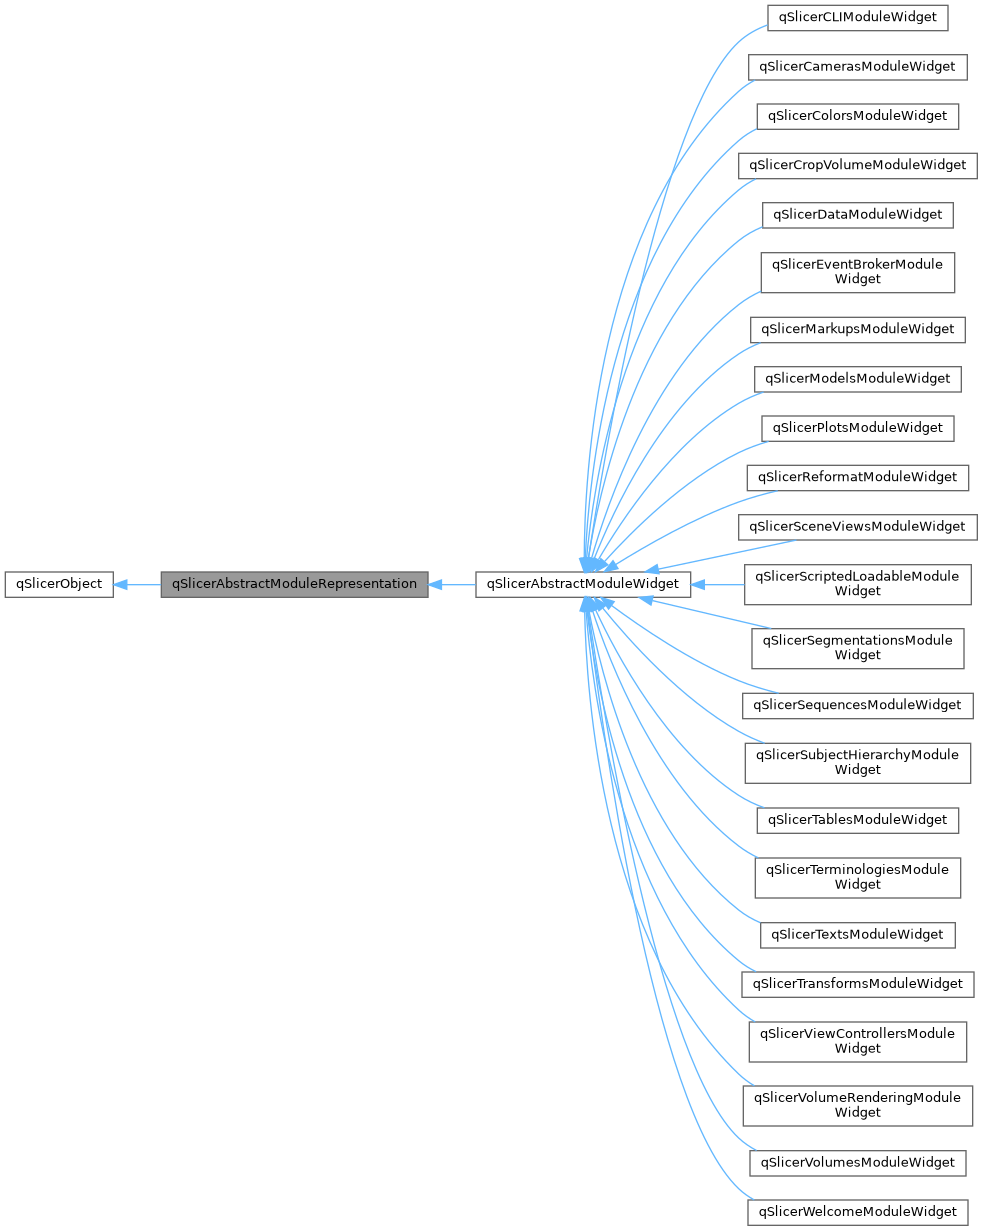 qSlicerCLIModuleWidget
qSlicerCamerasModuleWidget
qSlicerColorsModuleWidget
qSlicerCropVolumeModuleWidget
qSlicerDataModuleWidget
qSlicerEventBrokerModule
Widget
qSlicerMarkupsModuleWidget
qSlicerModelsModuleWidget
qSlicerPlotsModuleWidget
qSlicerReformatModuleWidget
qSlicerSceneViewsModuleWidget
qSlicerObject
qSlicerAbstractModuleRepresentation
qSlicerAbstractModuleWidget
qSlicerScriptedLoadableModule
Widget
qSlicerSegmentationsModule
Widget
qSlicerSequencesModuleWidget
qSlicerSubjectHierarchyModule
Widget
qSlicerTablesModuleWidget
qSlicerTerminologiesModule
Widget
qSlicerTextsModuleWidget
qSlicerTransformsModuleWidget
qSlicerViewControllersModule
Widget
qSlicerVolumeRenderingModule
Widget
qSlicerVolumesModuleWidget
qSlicerWelcomeModuleWidget